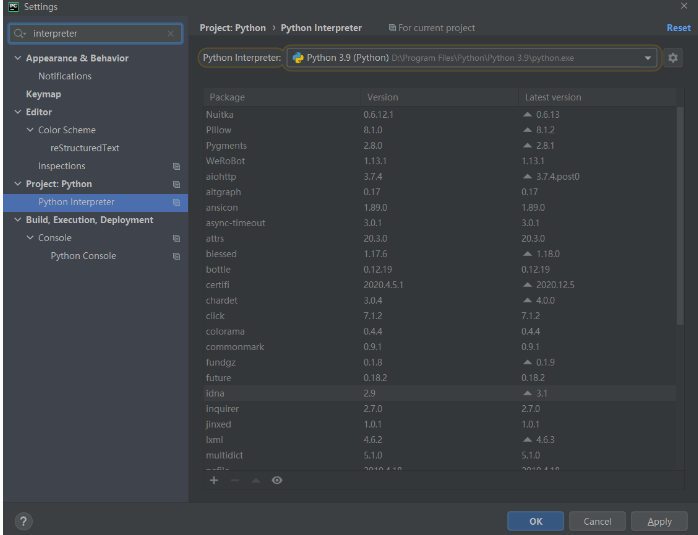 PC Settings
interpreter
Appearance & Behavior
Notifications
Keymap
Editor
Color Scheme
reStructuredText
Inspections
Project: Python
Python Interpreter
Build, Execution, Deployment
Console
Python Console
Project: Python › Python Interpreter For current project Reset
Python Interpreter: Python 3.9 (Python) D:\Program Files\Python\Python 3.9\python.exe
Package Version Latest version
Nuitka 0.6.12.1 0.6.13
Pillow 8.1.0 8.1.2
Pygments 2.8.0 2.8.1
WeRoBot 1.13.1 1.13.1
aiohttp 3.7.4 3.7.4.post0
altgraph 0.17 0.17
ansicon 1.89.0 1.89.0
async-timeout 3.0.1 3.0.1
attrs 20.3.0 20.3.0
blessed 1.17.6 1.18.0
bottle 0.12.19 0.12.19
certifi 2020.4.5.1 2020.12.5
chardet 3.0.4 4.0.0
click 7.1.2 7.1.2
colorama 0.4.4 0.4.4
commonmark 0.9.1 0.9.1
fundgz 0.1.8 0.1.9
future 0.18.2 0.18.2
idna 2.9 3.1
inquirer 2.7.0 2.7.0
jinxed 1.0.1 1.0.1
lxml 4.6.2 4.6.3
multidict 5.1.0 5.1.0
? OK Cancel Apply